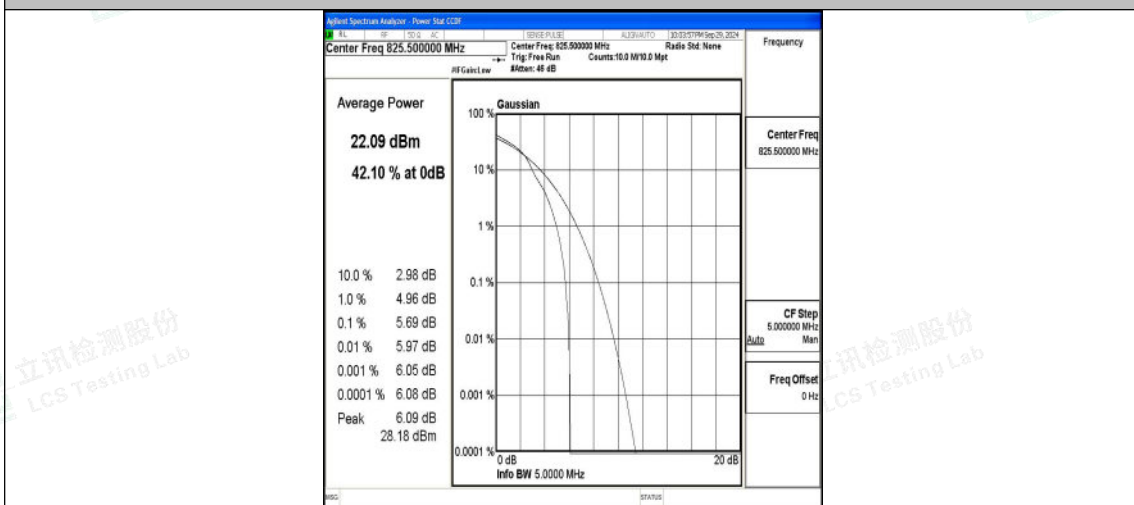 Agilent Spectrum Analyzer - Power Stat CCDF
RL RF 50 Ω AC SENSE:PULSE ALIGNAUTO 10:03:57PM Sep 29, 2024
Center Freq 825.500000 MHz
Center Freq: 825.500000 MHz Radio Std: None
Trig: Free Run Counts:10.0 M/10.0 Mpt
#IFGain:Low #Atten: 46 dB
Frequency
Average Power
22.09 dBm
42.10 % at 0dB
10.0 % 2.98 dB
1.0 % 4.96 dB
0.1 % 5.69 dB
0.01 % 5.97 dB
0.001 % 6.05 dB
0.0001 % 6.08 dB
Peak 6.09 dB
28.18 dBm
Gaussian
100 %
10 %
1 %
0.1 %
0.01 %
0.001 %
0.0001 %
0 dB 20 dB
Info BW 5.0000 MHz
Center Freq
825.500000 MHz
CF Step
5.000000 MHz
Auto Man
Freq Offset
0 Hz
MSG STATUS
立讯检测股份
LCS Testing Lab
立讯检测股份
LCS Testing Lab